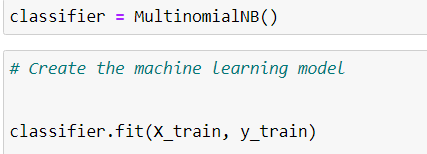 classifier = MultinomialNB()
# Create the machine learning model
classifier.fit(X_train, y_train)